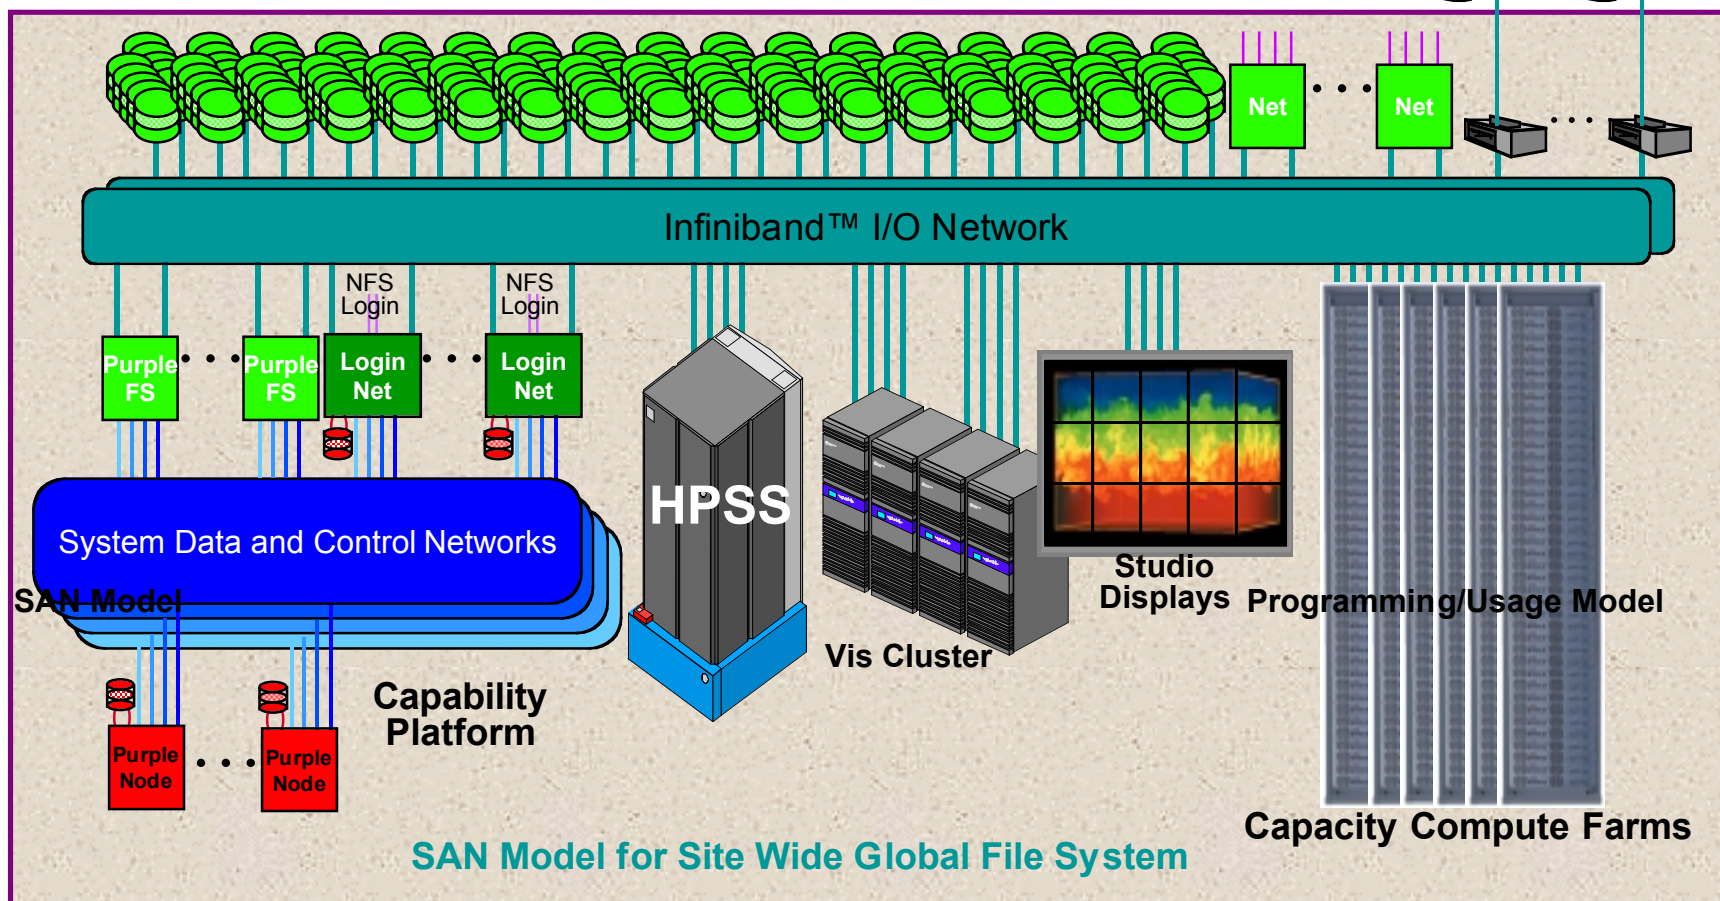 Net
Net
Infiniband™ I/O Network
NFS
Login
NFS
Login
Purple
FS
Purple
FS
Login
Net
Login
Net
HPSS
System Data and Control Networks
SAN Model
Studio
Displays
Programming/Usage Model
Vis Cluster
Capability
Platform
Purple
Node
Purple
Node
Capacity Compute Farms
SAN Model for Site Wide Global File System